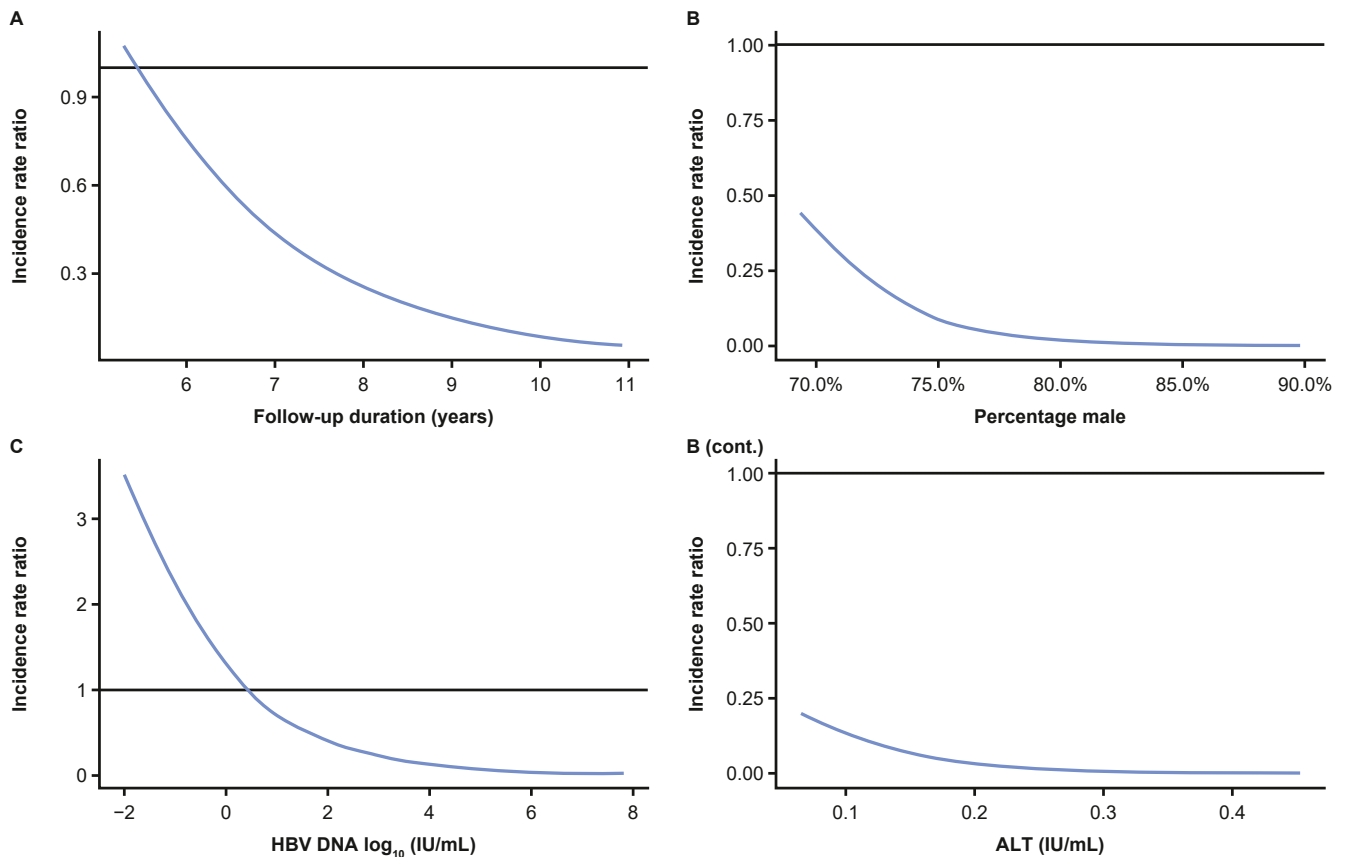 A
Incidence rate ratio
0.9
0.6
0.3
6 7 8 9 10 11
Follow-up duration (years)
B
Incidence rate ratio
1.00
0.75
0.50
0.25
0.00
70.0% 75.0% 80.0% 85.0% 90.0%
Percentage male
C
Incidence rate ratio
3
2
1
0
−2 0 2 4 6 8
HBV DNA log₁₀ (IU/mL)
B (cont.)
Incidence rate ratio
1.00
0.75
0.50
0.25
0.00
0.1 0.2 0.3 0.4
ALT (IU/mL)